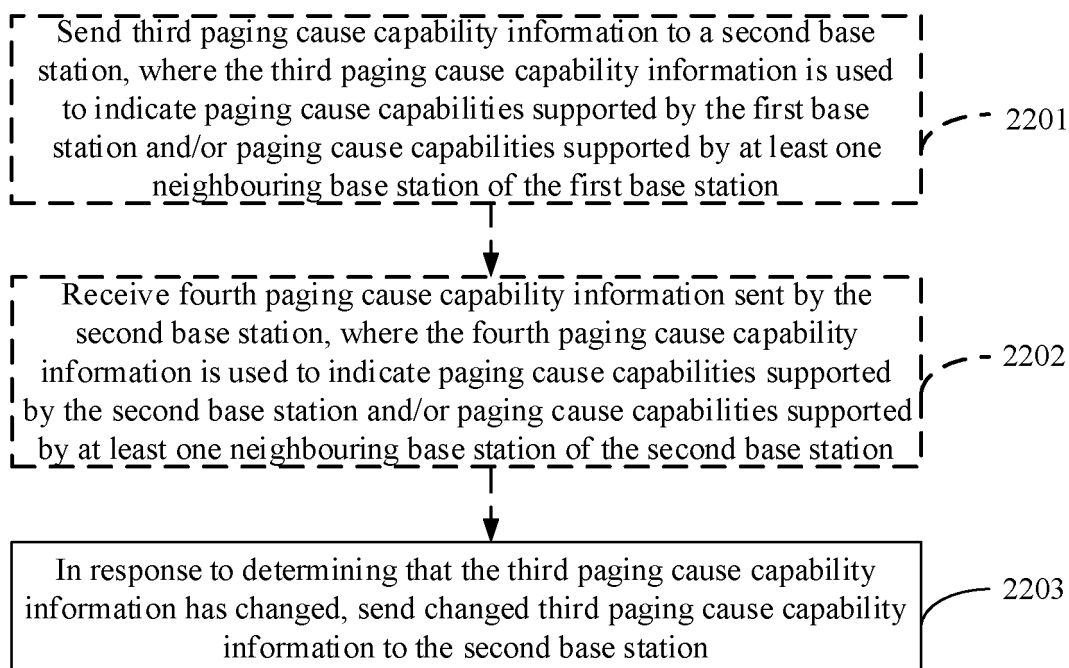 Send third paging cause capability information to a second base
station, where the third paging cause capability information is used
to indicate paging cause capabilities supported by the first base
station and/or paging cause capabilities supported by at least one
neighbouring base station of the first base station
2201
Receive fourth paging cause capability information sent by the
second base station, where the fourth paging cause capability
information is used to indicate paging cause capabilities supported
by the second base station and/or paging cause capabilities supported
by at least one neighbouring base station of the second base station
2202
In response to determining that the third paging cause capability
information has changed, send changed third paging cause capability
information to the second base station
2203